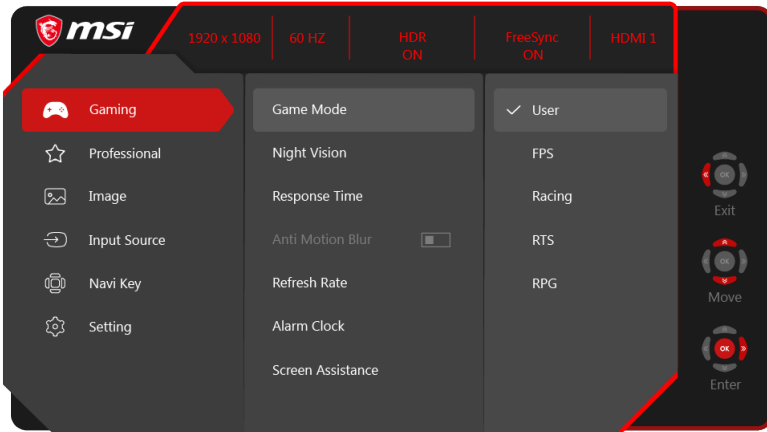 msi
1920 x 1080
60 HZ
HDR
ON
FreeSync
ON
HDMI 1
Gaming
Professional
Image
Input Source
Navi Key
Setting
Game Mode
Night Vision
Response Time
Anti Motion Blur
Refresh Rate
Alarm Clock
Screen Assistance
User
FPS
Racing
RTS
RPG
OK
Exit
OK
Move
OK
Enter